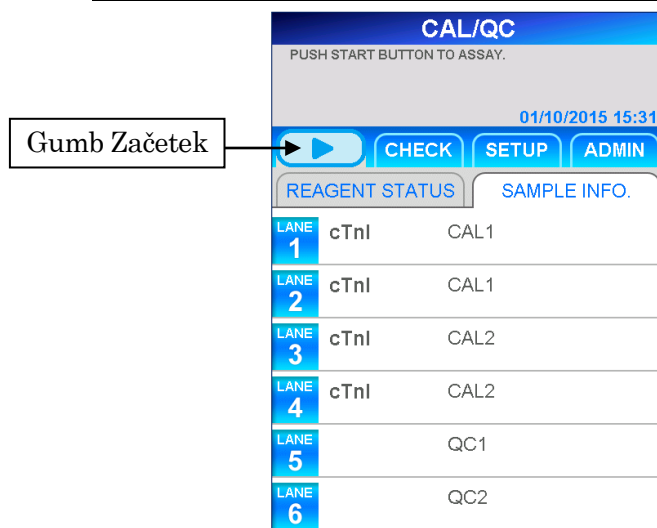 CAL/QC
PUSH START BUTTON TO ASSAY.
01/10/2015 15:31
Gumb Začetek
CHECK SETUP ADMIN
REAGENT STATUS SAMPLE INFO.
LANE 1 cTnI CAL1
LANE 2 cTnI CAL1
LANE 3 cTnI CAL2
LANE 4 cTnI CAL2
LANE 5 QC1
LANE 6 QC2